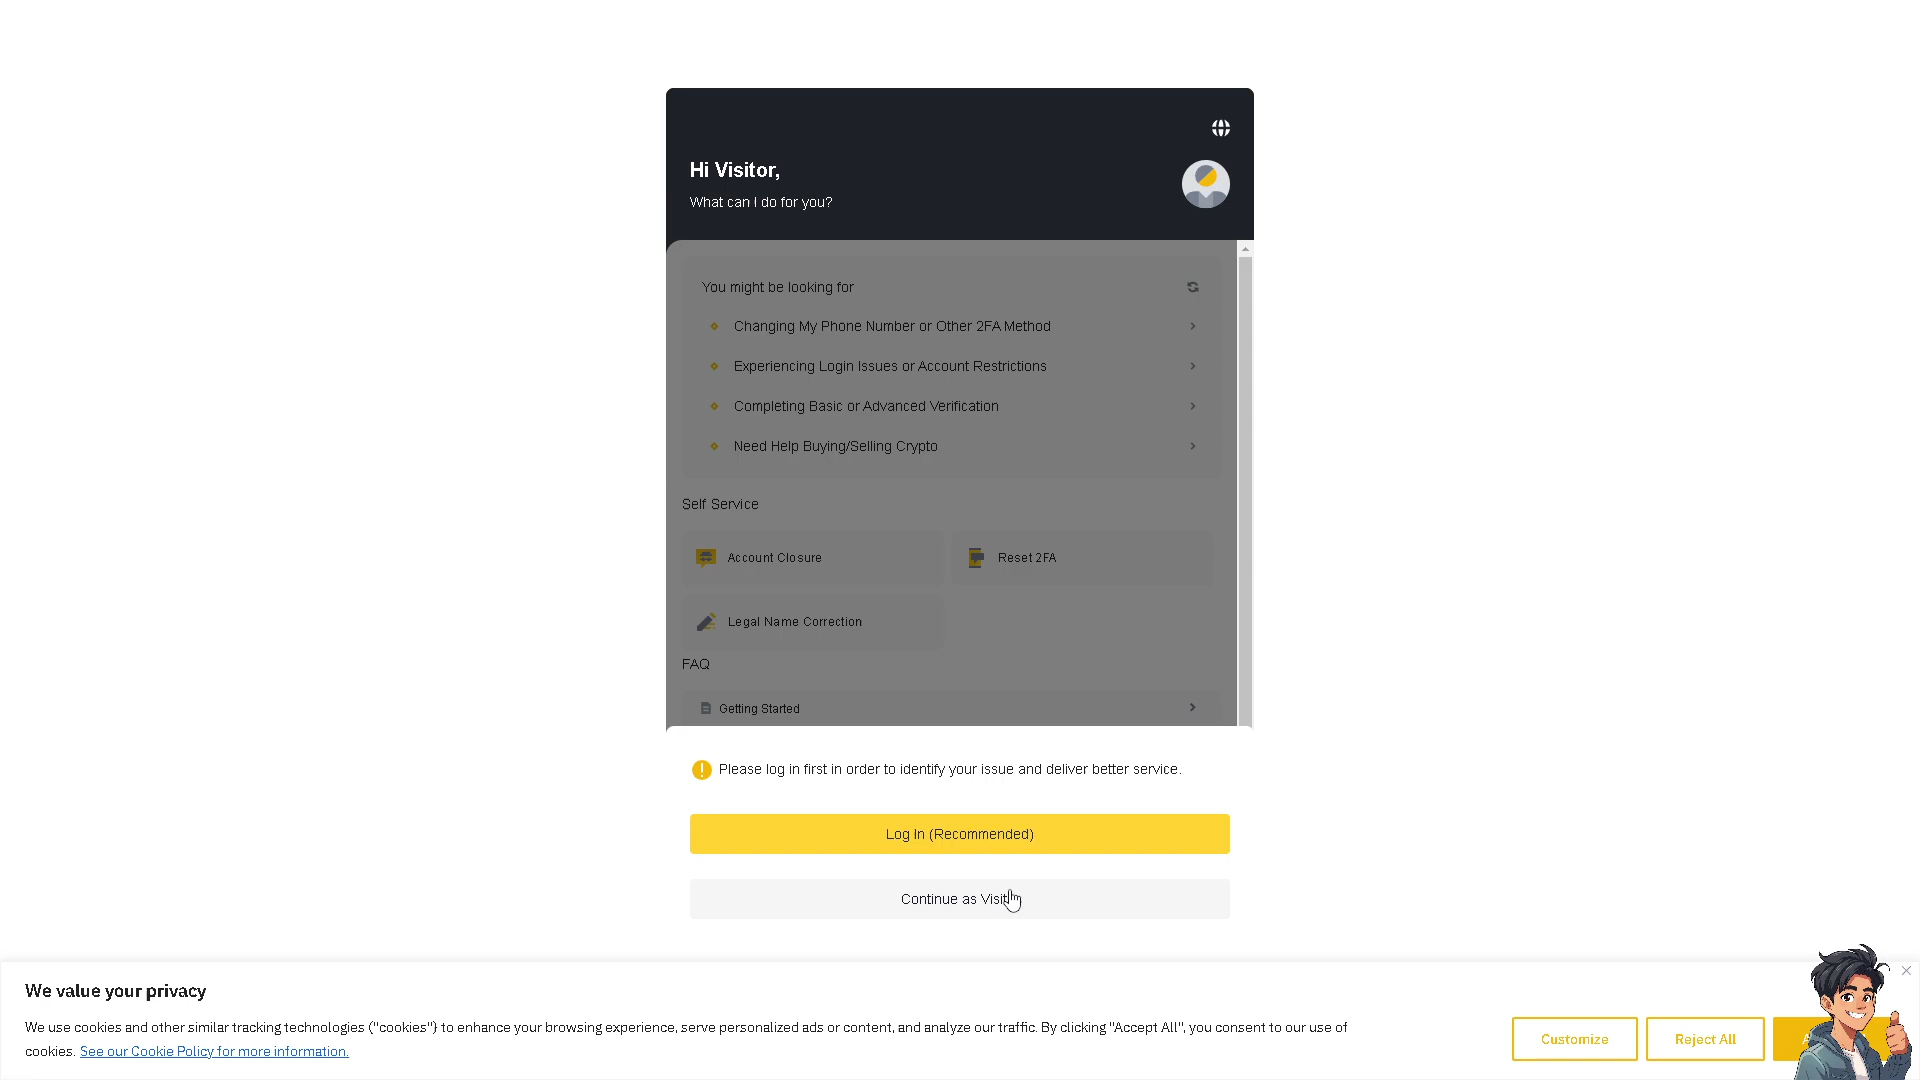 Hi Visitor,
What can I do for you?
You might be looking for
Changing My Phone Number or Other 2FA Method
Experiencing Login Issues or Account Restrictions
Completing Basic or Advanced Verification
Need Help Buying/Selling Crypto
Self Service
Account Closure
Reset 2FA
Legal Name Correction
FAQ
Getting Started
Please log in first in order to identify your issue and deliver better service.
Log In (Recommended)
Continue as
We value your privacy
We use cookies and other similar tracking technologies ("cookies") to enhance your browsing experience, serve personalized ads or content, and analyze our traffic. By clicking "Accept All", you consent to our use of
cookies. See our Cookie Policy for more information.
Customize
Reject All